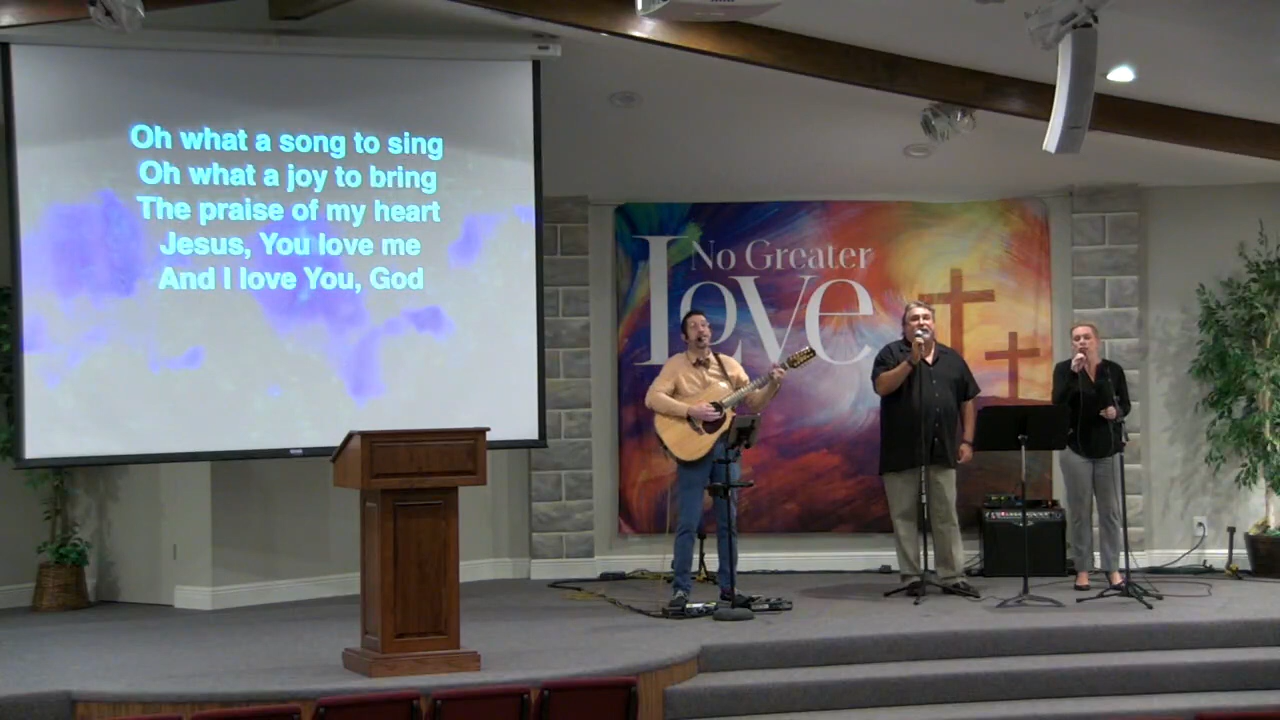 Oh what a song to sing
Oh what a joy to bring
The praise of my heart
Jesus, You love me
And I love You, God
No Greater
Love